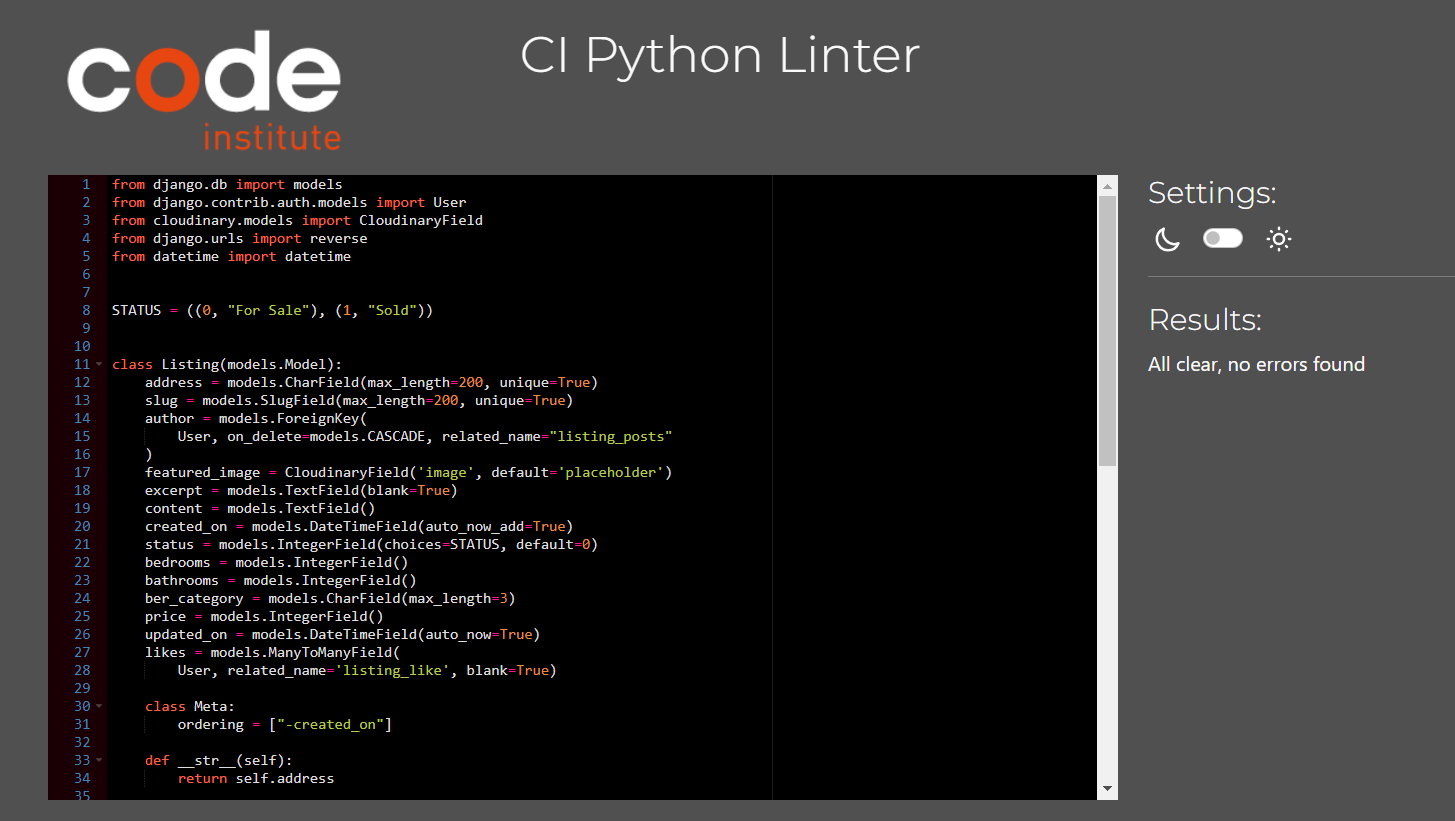 code
institute
CI Python Linter
1 from django.db import models
2 from django.contrib.auth.models import User
3 from cloudinary.models import CloudinaryField
4 from django.urls import reverse
5 from datetime import datetime
6
7
8 STATUS = ((0, "For Sale"), (1, "Sold"))
9
10
11 class Listing(models.Model):
12     address = models.CharField(max_length=200, unique=True)
13     slug = models.SlugField(max_length=200, unique=True)
14     author = models.ForeignKey(
15         User, on_delete=models.CASCADE, related_name="listing_posts"
16     )
17     featured_image = CloudinaryField('image', default='placeholder')
18     excerpt = models.TextField(blank=True)
19     content = models.TextField()
20     created_on = models.DateTimeField(auto_now_add=True)
21     status = models.IntegerField(choices=STATUS, default=0)
22     bedrooms = models.IntegerField()
23     bathrooms = models.IntegerField()
24     ber_category = models.CharField(max_length=3)
25     price = models.IntegerField()
26     updated_on = models.DateTimeField(auto_now=True)
27     likes = models.ManyToManyField(
28         User, related_name='listing_like', blank=True)
29
30     class Meta:
31         ordering = ["-created_on"]
32
33     def __str__(self):
34         return self.address
35
Settings:
Results:
All clear, no errors found